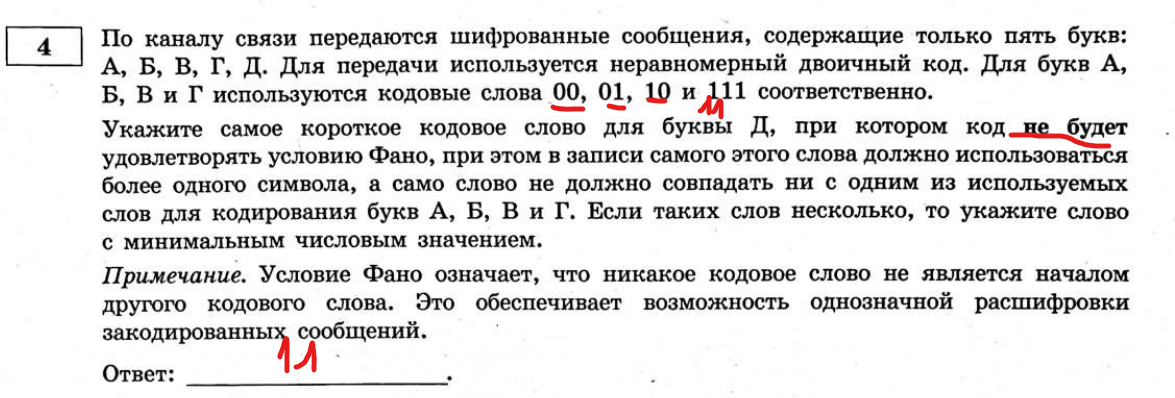 4
По каналу связи передаются шифрованные сообщения, содержащие только пять букв:
А, Б, В, Г, Д. Для передачи используется неравномерный двоичный код. Для букв А,
Б, В и Г используются кодовые слова 00, 01, 10 и 111 соответственно.
11
Укажите самое короткое кодовое слово для буквы Д, при котором код не будет
удовлетворять условию Фано, при этом в записи самого этого слова должно использоваться
более одного символа, а само слово не должно совпадать ни с одним из используемых
слов для кодирования букв А, Б, В и Г. Если таких слов несколько, то укажите слово
с минимальным числовым значением.
Примечание. Условие Фано означает, что никакое кодовое слово не является началом
другого кодового слова. Это обеспечивает возможность однозначной расшифровки
закодированных сообщений.
11
Ответ: ____________________.